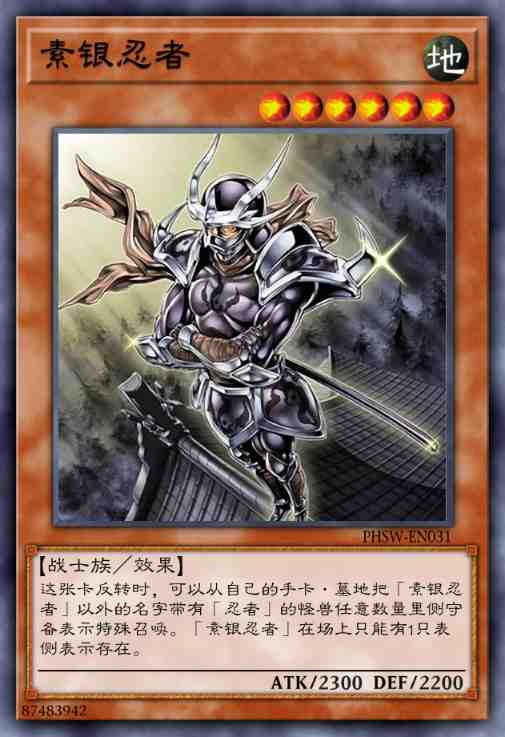 素银忍者
地
PHSW-EN031
【战士族／效果】
这张卡反转时，可以从自己的手卡·墓地把「素银忍
者」以外的名字带有「忍者」的怪兽任意数量里侧守
备表示特殊召唤。「素银忍者」在场上只能有1只表
侧表示存在。
ATK/2300 DEF/2200
87483942